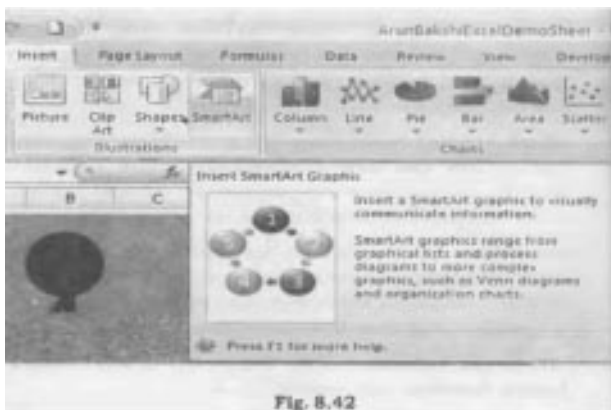 ArunBakshiExcelDemoSheet -
Insert Page Layout Formulas Data Review View Develop
Picture Clip Art Shapes SmartArt Column Line Pie Bar Area Scatter
Illustrations Charts
fx
B C
Insert SmartArt Graphic
Insert a SmartArt graphic to visually
communicate information.
SmartArt graphics range from
graphical lists and process
diagrams to more complex
graphics, such as Venn diagrams
and organization charts.
Press F1 for more help.
Fig. 8.42